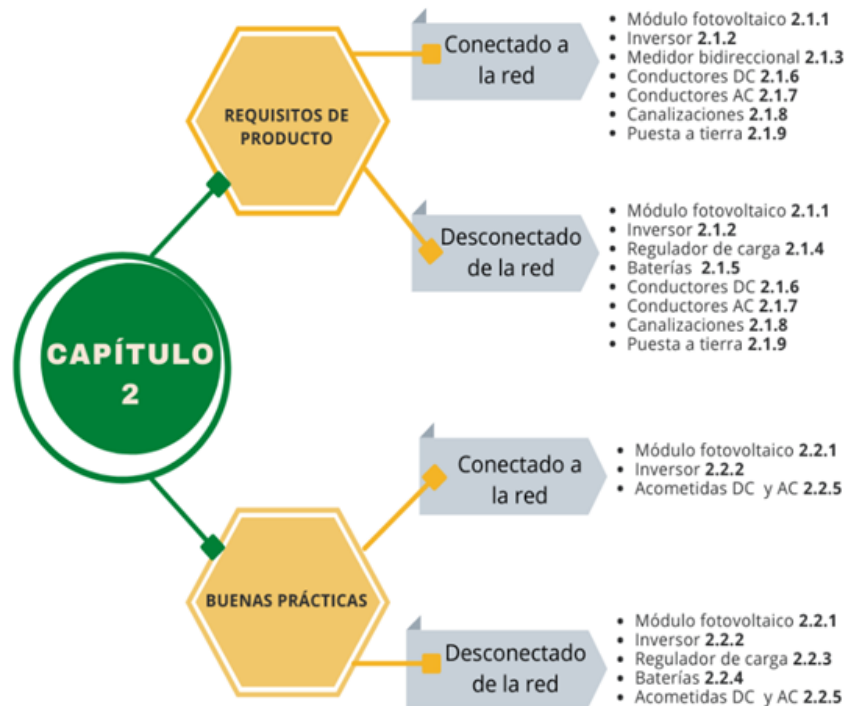 CAPÍTULO
2
REQUISITOS DE
PRODUCTO
Conectado a
la red
• Módulo fotovoltaico 2.1.1
• Inversor 2.1.2
• Medidor bidireccional 2.1.3
• Conductores DC 2.1.6
• Conductores AC 2.1.7
• Canalizaciones 2.1.8
• Puesta a tierra 2.1.9
Desconectado
de la red
• Módulo fotovoltaico 2.1.1
• Inversor 2.1.2
• Regulador de carga 2.1.4
• Baterías 2.1.5
• Conductores DC 2.1.6
• Conductores AC 2.1.7
• Canalizaciones 2.1.8
• Puesta a tierra 2.1.9
BUENAS PRÁCTICAS
Conectado a
la red
• Módulo fotovoltaico 2.2.1
• Inversor 2.2.2
• Acometidas DC y AC 2.2.5
Desconectado
de la red
• Módulo fotovoltaico 2.2.1
• Inversor 2.2.2
• Regulador de carga 2.2.3
• Baterías 2.2.4
• Acometidas DC y AC 2.2.5